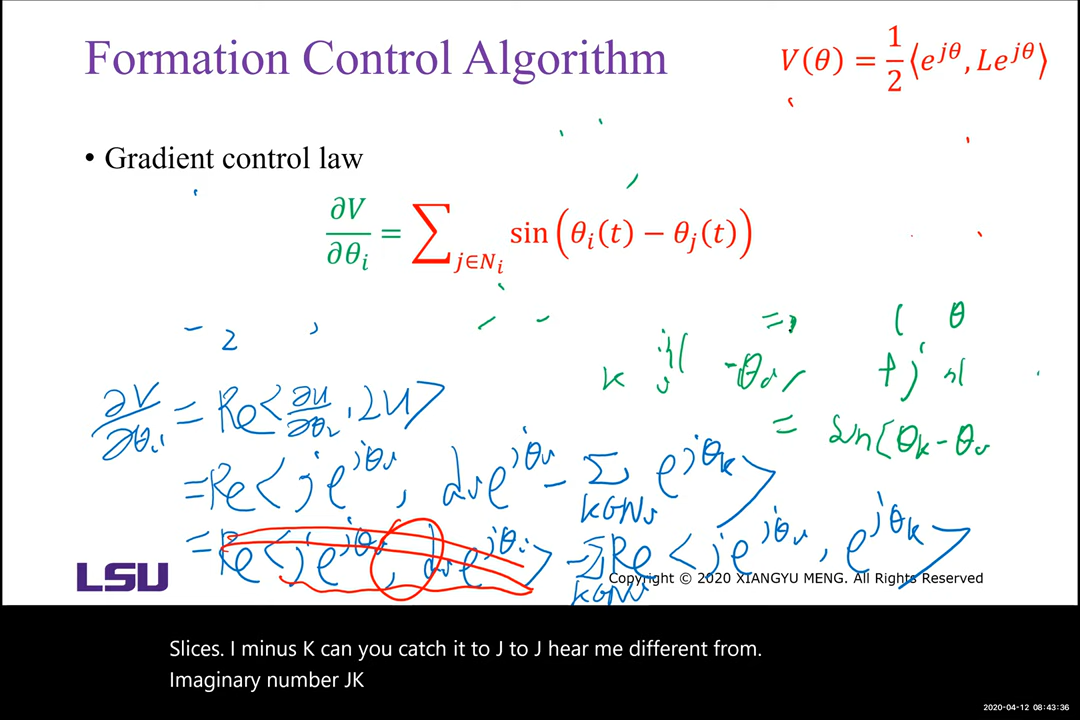 Formation Control Algorithm
V(θ) = 1/2 ⟨e^{jθ}, Le^{jθ}⟩
• Gradient control law
∂V/∂θ_i = ∑_{j∈N_i} sin(θ_i(t) − θ_j(t))
∂V/∂θ_i = Re<∂u/∂θ_i, Lu>
= Re<je^{jθ_i}, d_i e^{jθ_i} − ∑_{k∈N_i} e^{jθ_k}>
= Re<je^{jθ_i}, d_i e^{jθ_i}> − ∑_{k∈N_i} Re<je^{jθ_i}, e^{jθ_k}>
= sin(θ_k − θ_i
LSU
Copyright © 2020 XIANGYU MENG. All Rights Reserved
Slices. I minus K can you catch it to J to J hear me different from.
Imaginary number JK
2020-04-12 08:43:36